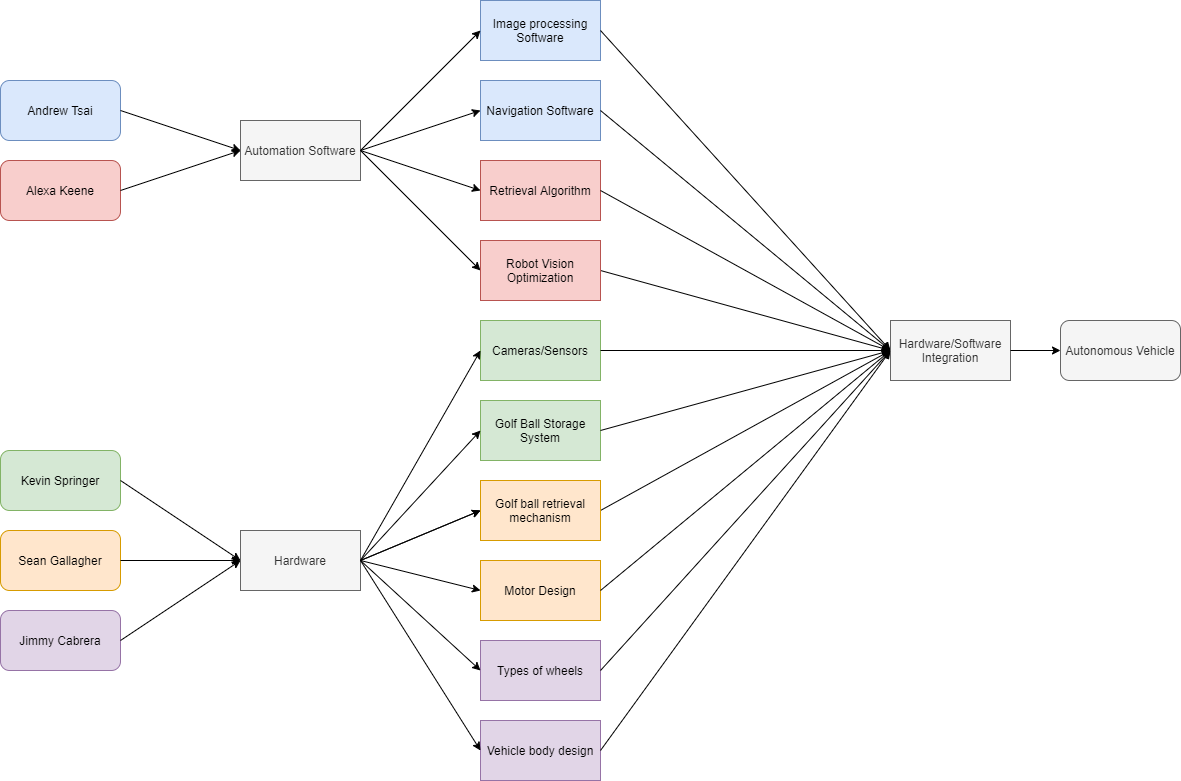 Image processing
Software
Andrew Tsai
Navigation Software
Automation Software
Alexa Keene
Retrieval Algorithm
Robot Vision
Optimization
Cameras/Sensors
Hardware/Software
Integration
Autonomous Vehicle
Golf Ball Storage
System
Kevin Springer
Golf ball retrieval
mechanism
Sean Gallagher
Hardware
Motor Design
Jimmy Cabrera
Types of wheels
Vehicle body design